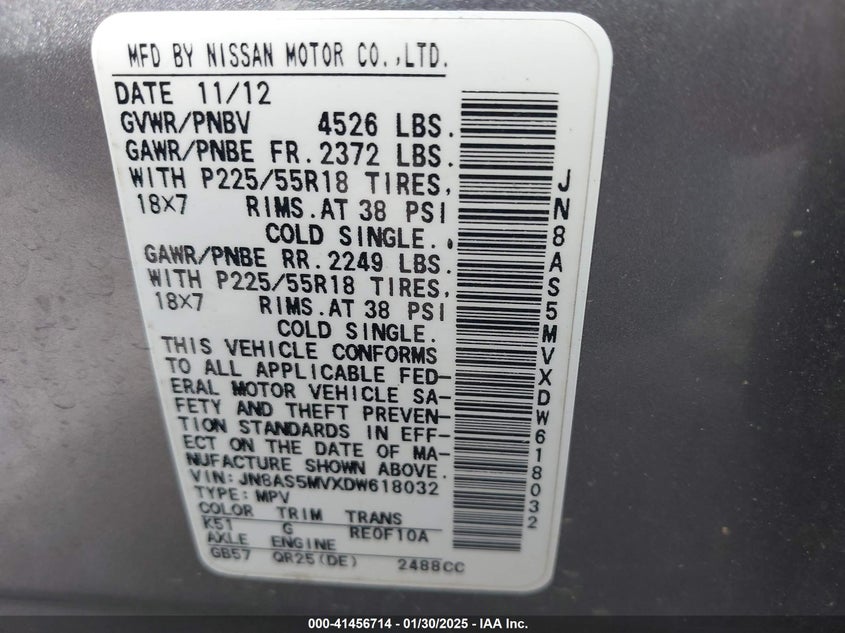 MFD BY NISSAN MOTOR CO.,LTD.
DATE 11/12
GVWR/PNBV 4526 LBS.
GAWR/PNBE FR. 2372 LBS.
WITH P225/55R18 TIRES,
18X7 RIMS.AT 38 PSI
COLD SINGLE.
GAWR/PNBE RR. 2249 LBS.
WITH P225/55R18 TIRES,
18X7 RIMS.AT 38 PSI
COLD SINGLE.
THIS VEHICLE CONFORMS
TO ALL APPLICABLE FED-
ERAL MOTOR VEHICLE SA-
FETY AND THEFT PREVEN-
TION STANDARDS IN EFF-
ECT ON THE DATE OF MA-
NUFACTURE SHOWN ABOVE.
VIN:JN8AS5MVXDW618032
TYPE:MPV
COLOR TRIM TRANS
K51 G RE0F10A
AXLE ENGINE
GB57 QR25(DE) 2488CC
JN8AS5MVXDW618032
000-41456714 - 01/30/2025 - IAA Inc.